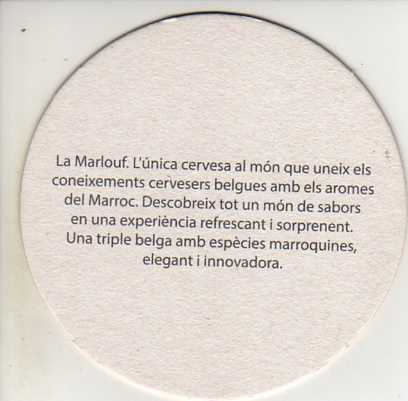 La Marlouf. L'única cervesa al món que uneix els
coneixements cervesers belgues amb els aromes
del Marroc. Descobreix tot un món de sabors
en una experiència refrescant i sorprenent.
Una triple belga amb espècies marroquines,
elegant i innovadora.